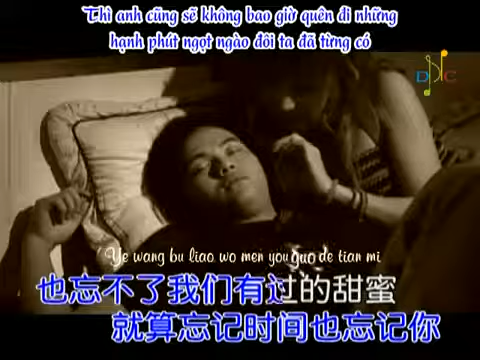 Thì anh cũng sẽ không bao giờ quên đi những
hạnh phút ngọt ngào đôi ta đã từng có
DC
Ye wang bu liao wo men you guo de tian mi
也忘不了我们有过的甜蜜
就算忘记时间也忘记你